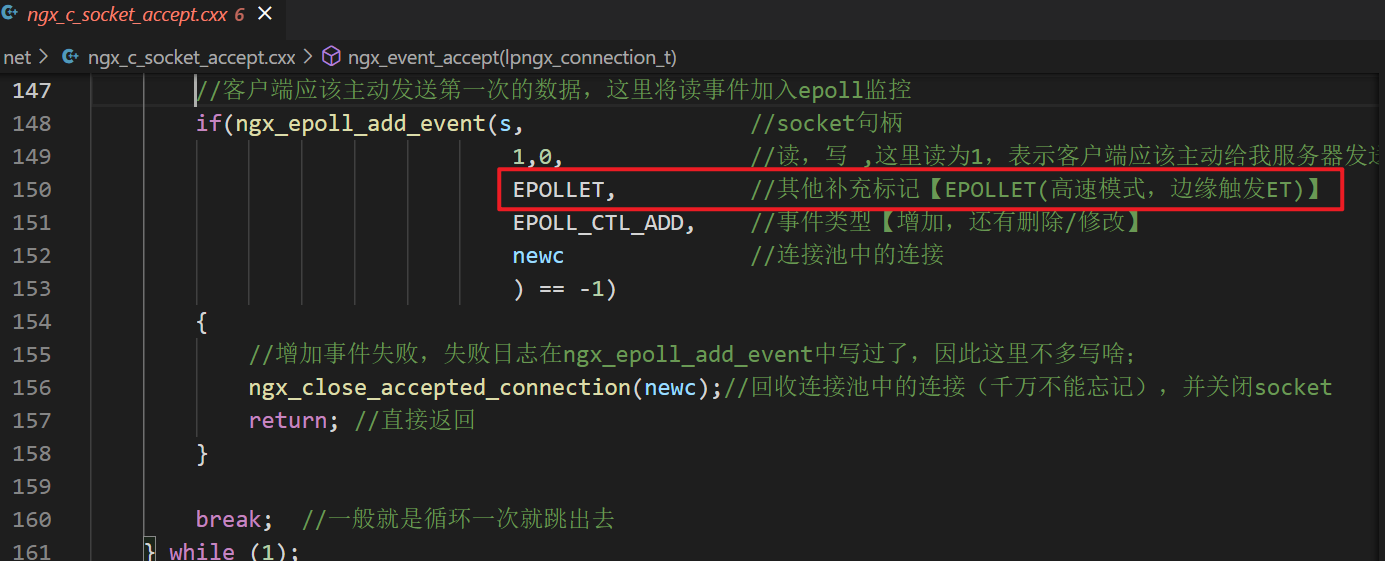 ngx_c_socket_accept.cxx 6 ×
net > ngx_c_socket_accept.cxx > ngx_event_accept(lpngx_connection_t)
147 //客户端应该主动发送第一次的数据，这里将读事件加入epoll监控
148 if(ngx_epoll_add_event(s, //socket句柄
149 1,0, //读，写 ,这里读为1，表示客户端应该主动给我服务器发送
150 EPOLLET, //其他补充标记【EPOLLET(高速模式，边缘触发ET)】
151 EPOLL_CTL_ADD, //事件类型【增加，还有删除/修改】
152 newc //连接池中的连接
153 ) == -1)
154 {
155 //增加事件失败，失败日志在ngx_epoll_add_event中写过了，因此这里不多写啥；
156 ngx_close_accepted_connection(newc);//回收连接池中的连接（千万不能忘记），并关闭socket
157 return; //直接返回
158 }
159
160 break; //一般就是循环一次就跳出去
161 } while (1);